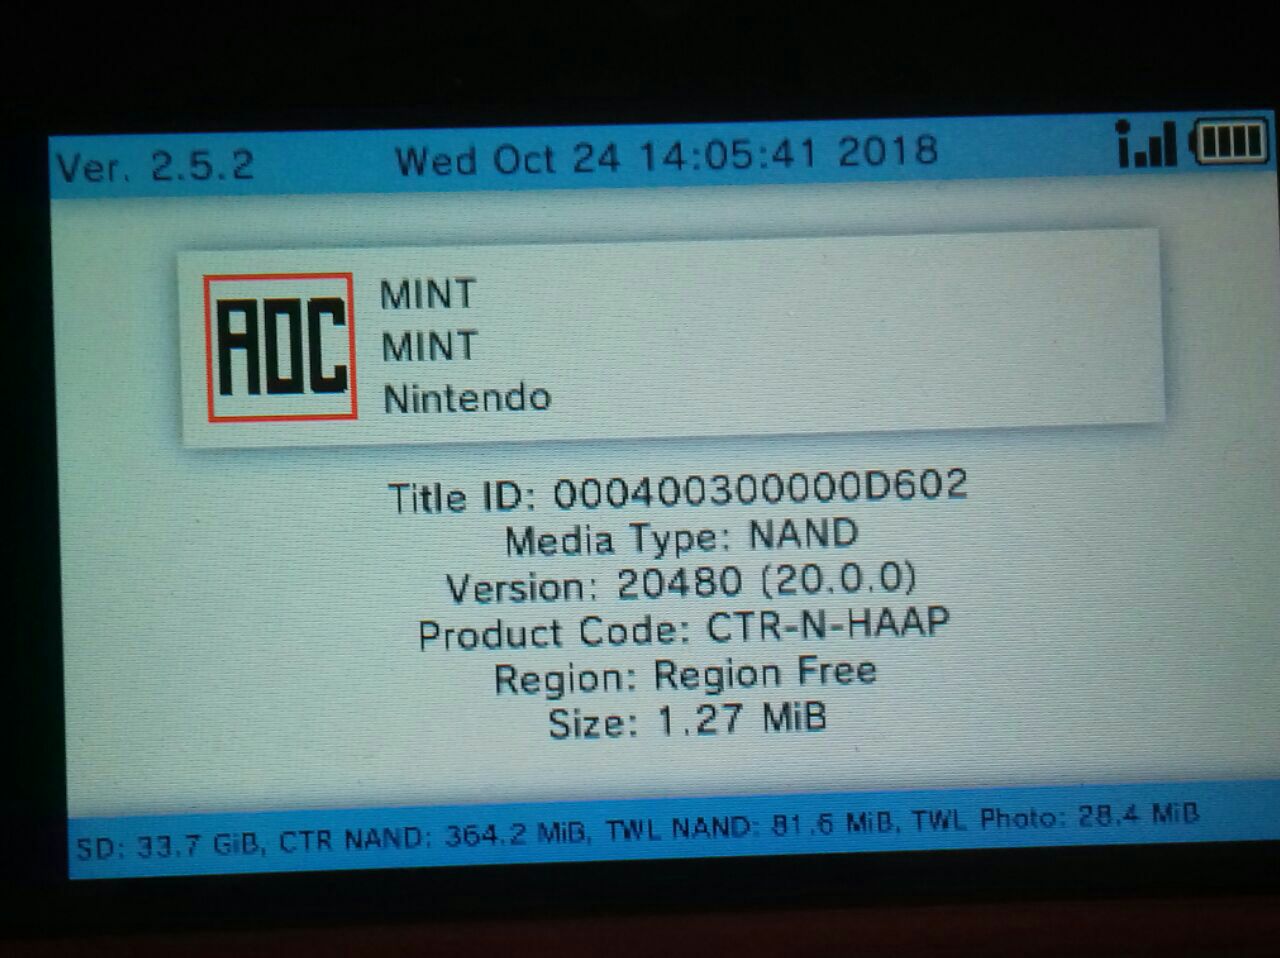 Ver. 2.5.2
Wed Oct 24 14:05:41 2018
AOC
MINT
MINT
Nintendo
Title ID: 000400300000D602
Media Type: NAND
Version: 20480 (20.0.0)
Product Code: CTR-N-HAAP
Region: Region Free
Size: 1.27 MiB
SD: 33.7 GiB, CTR NAND: 364.2 MiB, TWL NAND: 81.6 MiB, TWL Photo: 28.4 MiB